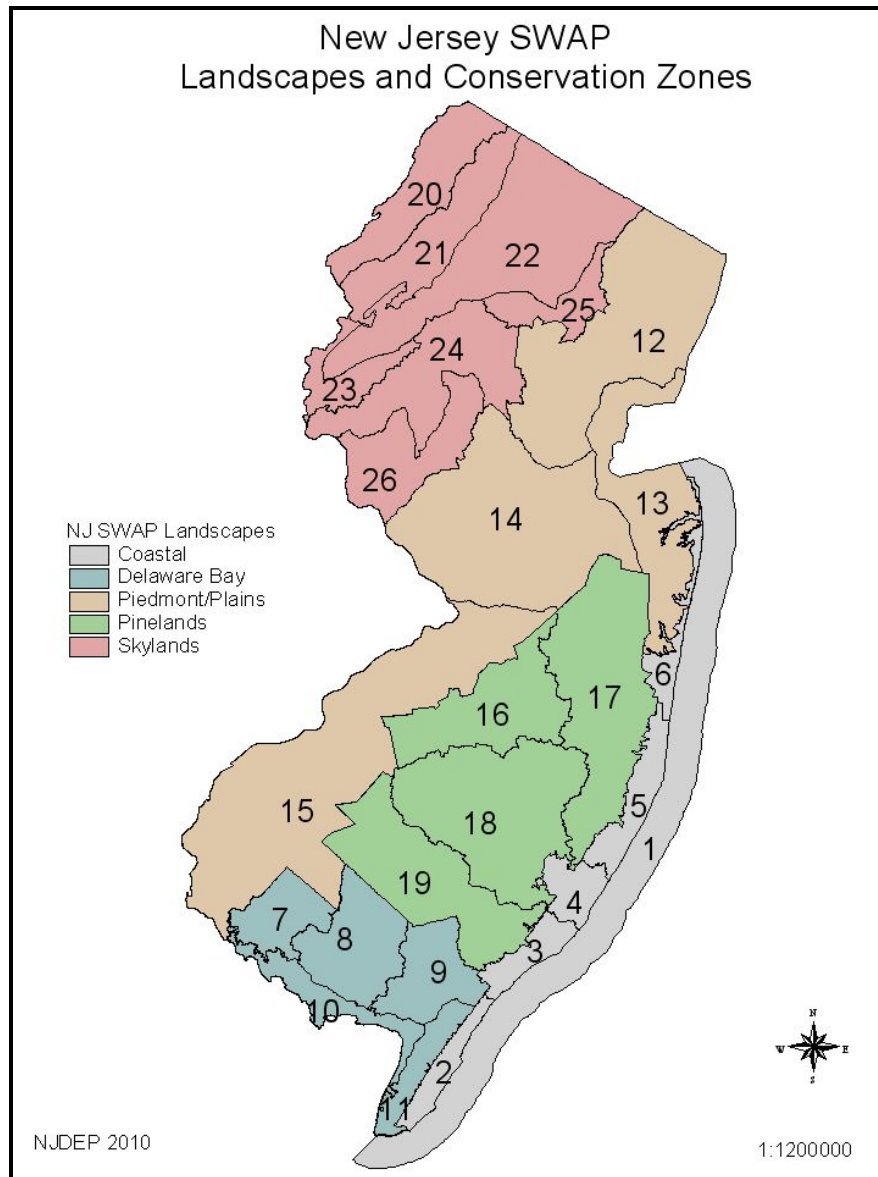 New Jersey SWAP
Landscapes and Conservation Zones
20
21
22
25
12
24
23
26
13
14
NJ SWAP Landscapes
Coastal
Delaware Bay
Piedmont/Plains
Pinelands
Skylands
6
17
16
5
15
18
1
19
4
7
8
3
9
10
2
11
N
W E
S
NJDEP 2010
1:1200000